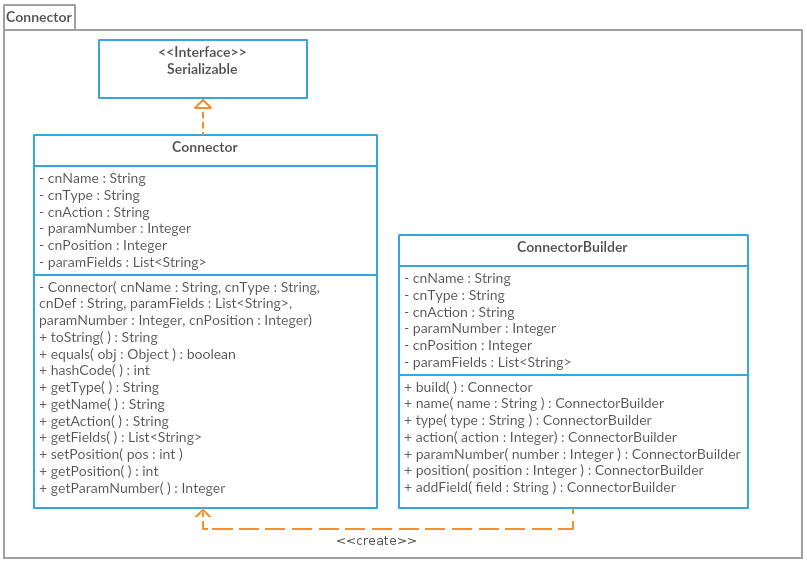 Connector
<<Interface>>
Serializable
Connector
- cnName : String
- cnType : String
- cnAction : String
- paramNumber : Integer
- cnPosition : Integer
- paramFields : List<String>
- Connector( cnName : String, cnType : String,
cnDef : String, paramFields : List<String>,
paramNumber : Integer, cnPosition : Integer)
+ toString( ) : String
+ equals( obj : Object ) : boolean
+ hashCode( ) : int
+ getType( ) : String
+ getName( ) : String
+ getAction( ) : String
+ getFields( ) : List<String>
+ setPosition( pos : int )
+ getPosition( ) : int
+ getParamNumber( ) : Integer
ConnectorBuilder
- cnName : String
- cnType : String
- cnAction : String
- paramNumber : Integer
- cnPosition : Integer
- paramFields : List<String>
+ build( ) : Connector
+ name( name : String ) : ConnectorBuilder
+ type( type : String ) : ConnectorBuilder
+ action( action : Integer) : ConnectorBuilder
+ paramNumber( number : Integer ) : ConnectorBuilder
+ position( position : Integer ) : ConnectorBuilder
+ addField( field : String ) : ConnectorBuilder
<<create>>